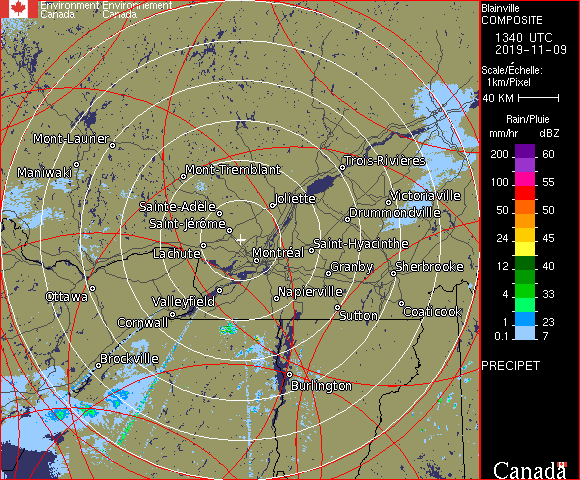 Environment Environnement
Canada Canada
Blainville
COMPOSITE
1340 UTC
2019-11-09
Scale/Échelle:
1km/Pixel
40 KM
Rain/Pluie
mm/hr dBZ
200 60
100 55
50 50
24 45
12 40
4 33
1 23
0.1 7
PRECIPET
Canada
Mont-Laurier
Maniwaki
Mont-Tremblant
Trois-Rivières
Joliette
Victoriaville
Sainte-Adèle
Drummondville
Saint-Jérôme
Saint-Hyacinthe
Lachute
Montréal
Granby
Sherbrooke
Ottawa
Valleyfield
Napierville
Coaticook
Cornwall
Sutton
Brockville
Burlington